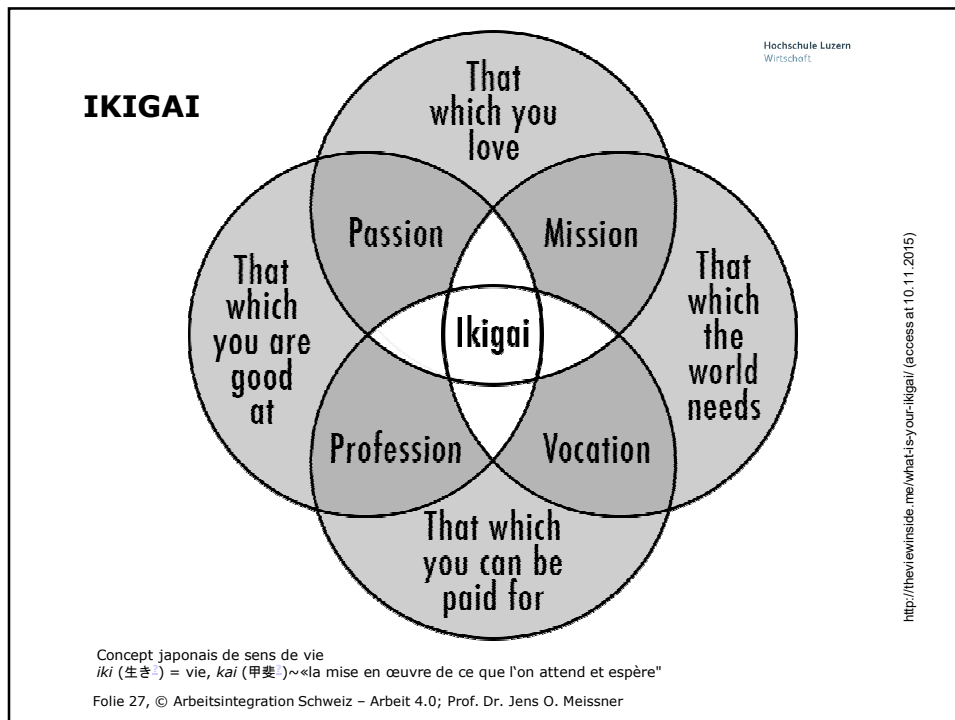 Hochschule Luzern
Wirtschaft
IKIGAI
That
which you
love
Passion
Mission
That
which
you are
good
at
Ikigai
That
which
the
world
needs
Profession
Vocation
That which
you can be
paid for
http://theviewinside.me/what-is-your-ikigai/ (access at 10.11.2015)
Concept japonais de sens de vie
iki (生き?) = vie, kai (甲斐?)~«la mise en œuvre de ce que l'on attend et espère"
Folie 27, © Arbeitsintegration Schweiz – Arbeit 4.0; Prof. Dr. Jens O. Meissner